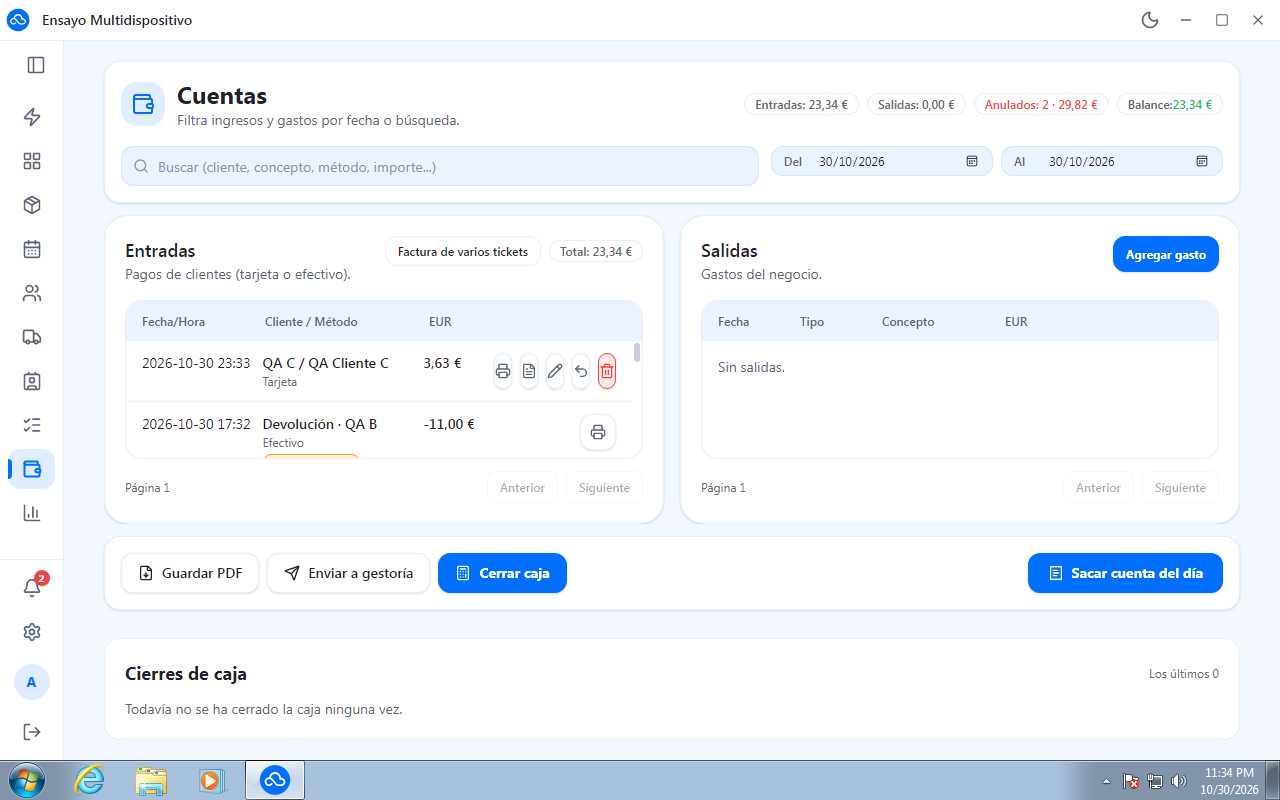 Ensayo Multidispositivo
Cuentas
Filtra ingresos y gastos por fecha o búsqueda.
Entradas: 23,34 €
Salidas: 0,00 €
Anulados: 2 · 29,82 €
Balance:23,34 €
Buscar (cliente, concepto, método, importe...)
Del 30/10/2026
Al 30/10/2026
Entradas
Factura de varios tickets
Total: 23,34 €
Pagos de clientes (tarjeta o efectivo).
Fecha/Hora Cliente / Método EUR
2026-10-30 23:33 QA C / QA Cliente C 3,63 €
Tarjeta
2026-10-30 17:32 Devolución · QA B -11,00 €
Efectivo
Página 1
Anterior
Siguiente
Salidas
Agregar gasto
Gastos del negocio.
Fecha Tipo Concepto EUR
Sin salidas.
Página 1
Anterior
Siguiente
Guardar PDF
Enviar a gestoría
Cerrar caja
Sacar cuenta del día
Cierres de caja
Los últimos 0
Todavía no se ha cerrado la caja ninguna vez.
2
A
11:34 PM
10/30/2026